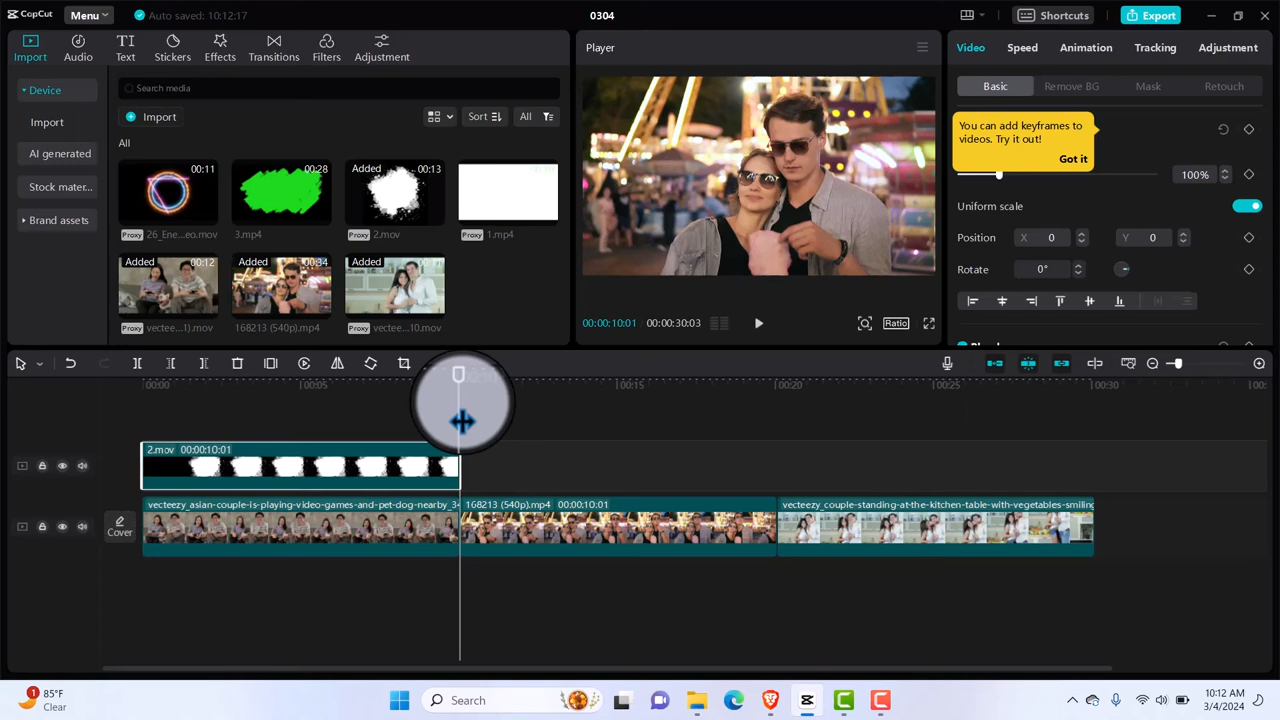 CapCut
Menu
Auto saved: 10:12:17
0304
Shortcuts
Export
Import
Audio
Text
Stickers
Effects
Transitions
Filters
Adjustment
Device
Import
AI generated
Stock mater...
Brand assets
Search media
Import
Sort
All
All
00:11
00:28
Added 00:13
Proxy 26_Ene...eo.mov
3.mp4
Proxy 2.mov
Proxy 1.mp4
Added 00:12
Added 00:34
Added
Proxy vectee...1).mov
168213 (540p).mp4
Proxy vectee...10.mov
Player
00:00:10:01 / 00:00:30:03
Ratio
Video
Speed
Animation
Tracking
Adjustment
Basic
Remove BG
Mask
Retouch
You can add keyframes to
videos. Try it out!
Got it
100%
Uniform scale
Position X 0 Y 0
Rotate 0°
00:00 00:05 00:15 00:20 00:25 00:30
2.mov 00:00:10:01
Cover
vecteezy_asian-couple-is-playing-video-games-and-pet-dog-nearby_34
168213 (540p).mp4 00:00:10:01
vecteezy_couple-standing-at-the-kitchen-table-with-vegetables-smiling
1
85°F
Clear
Search
10:12 AM
3/4/2024